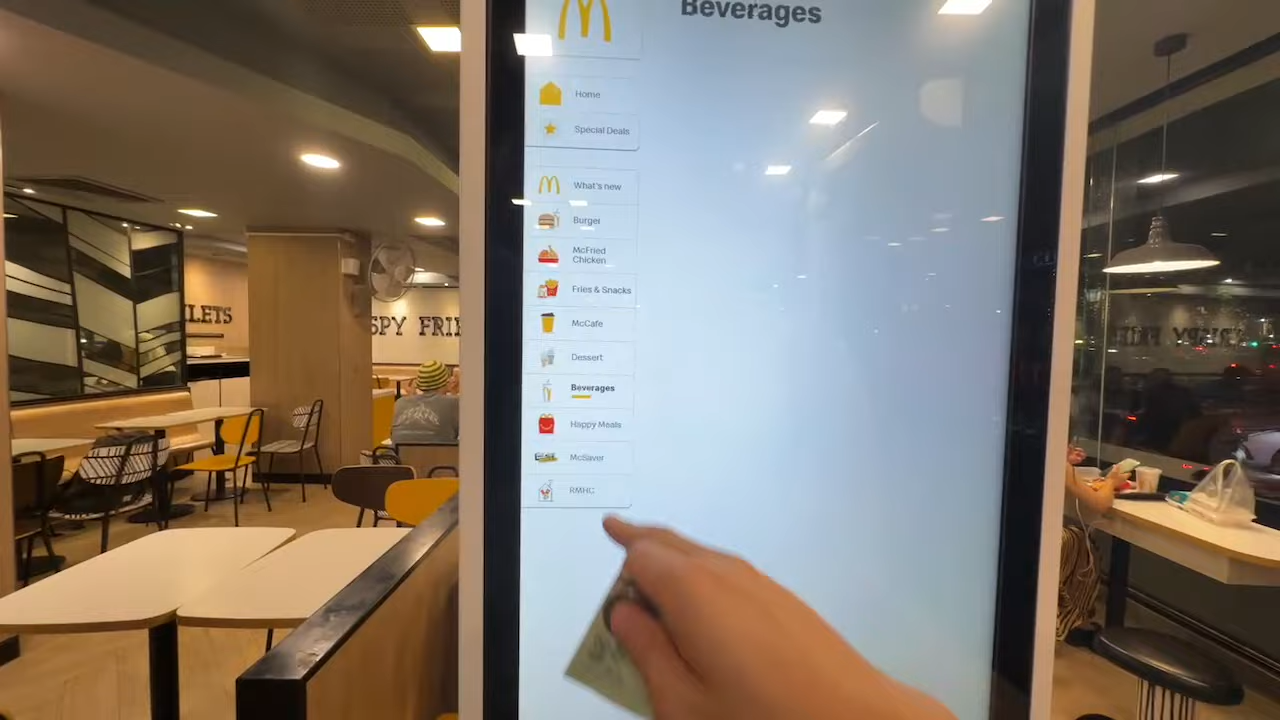 Beverages
Home
Special Deals
What's new
Burger
McFried
Chicken
Fries & Snacks
McCafe
Dessert
Beverages
Happy Meals
McSaver
RMHC
LETS
SPY FRI